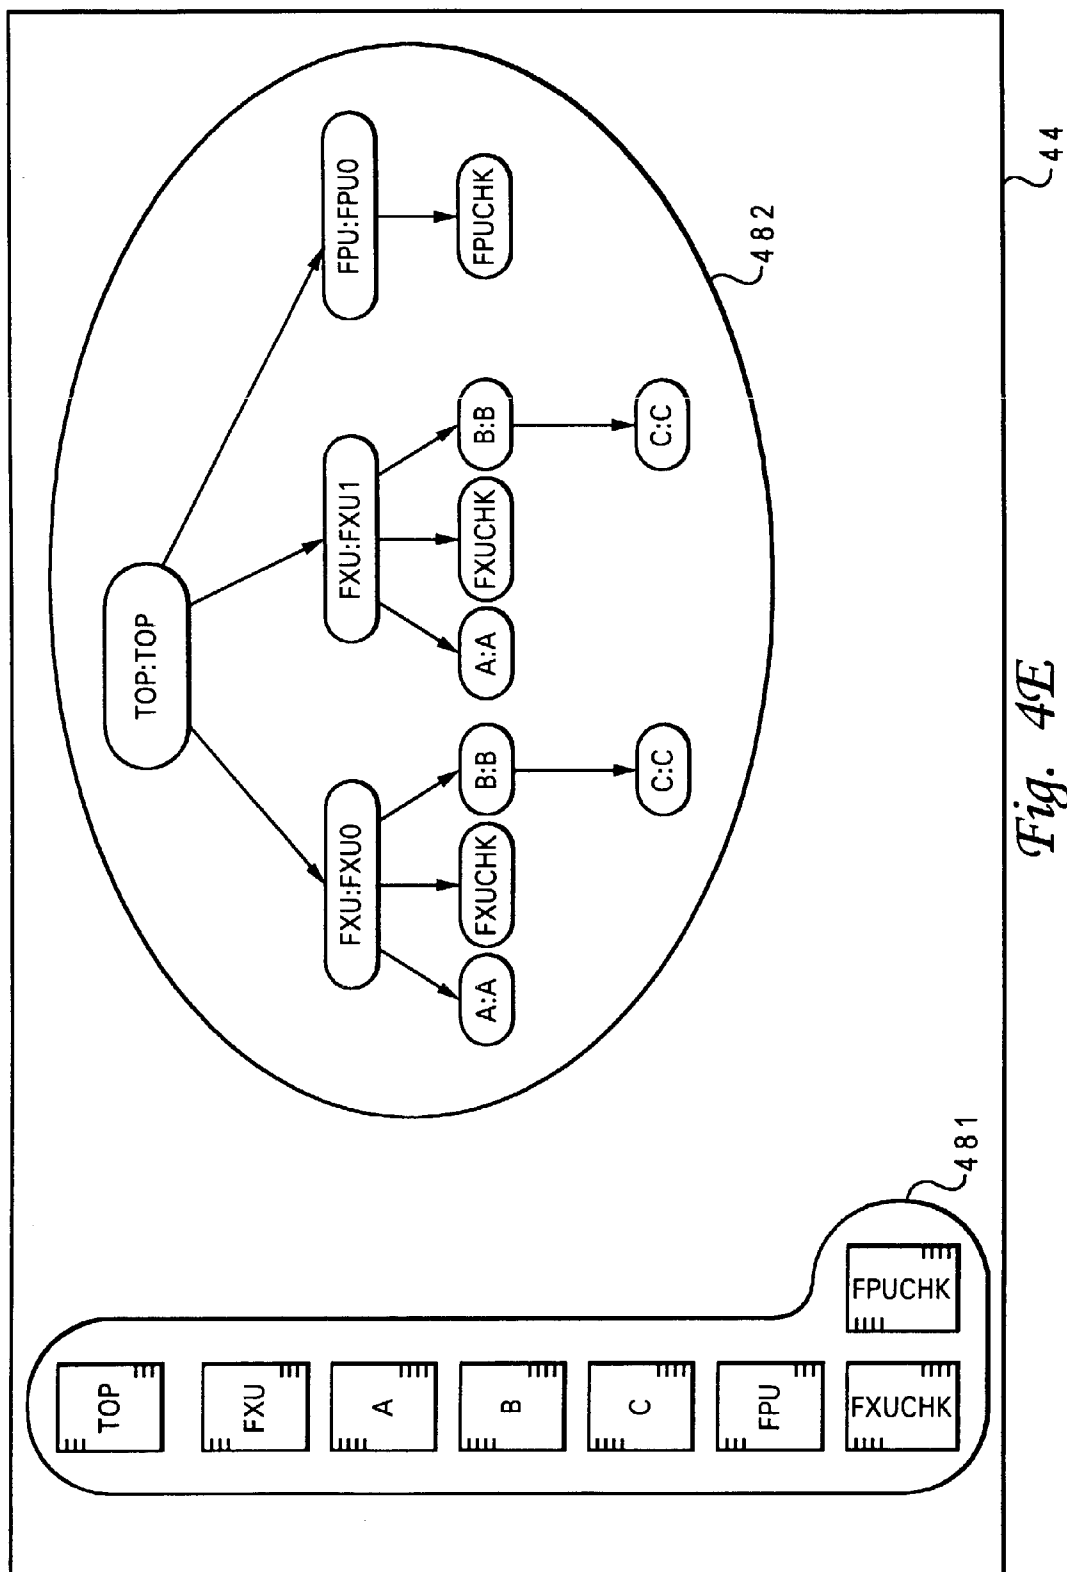 TOP
FXU
A
B
C
FPU
FXUCHK
FPUCHK
481
TOP:TOP
FXU:FXU0
FXU:FXU1
FPU:FPU0
A:A
FXUCHK
B:B
A:A
FXUCHK
B:B
FPUCHK
C:C
C:C
482
44
Fig. 4E